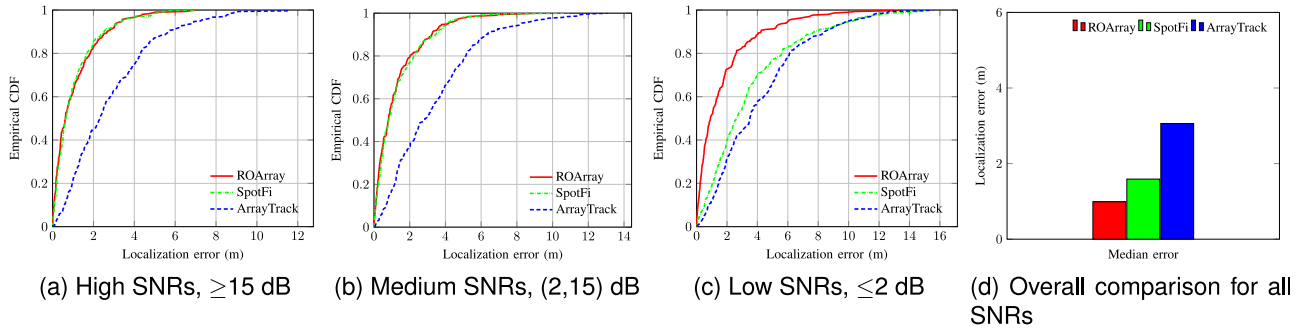 1
0.8
0.6
0.4
0.2
0
Empirical CDF
ROArray
SpotFi
ArrayTrack
0 2 4 6 8 10 12
Localization error (m)
(a) High SNRs, ≥15 dB
1
0.8
0.6
0.4
0.2
0
Empirical CDF
ROArray
SpotFi
ArrayTrack
0 2 4 6 8 10 12 14
Localization error (m)
(b) Medium SNRs, (2,15) dB
1
0.8
0.6
0.4
0.2
0
Empirical CDF
ROArray
SpotFi
ArrayTrack
0 2 4 6 8 10 12 14 16
Localization error (m)
(c) Low SNRs, ≤2 dB
6
4
2
0
Localization error (m)
ROArray SpotFi ArrayTrack
Median error
(d) Overall comparison for all
SNRs